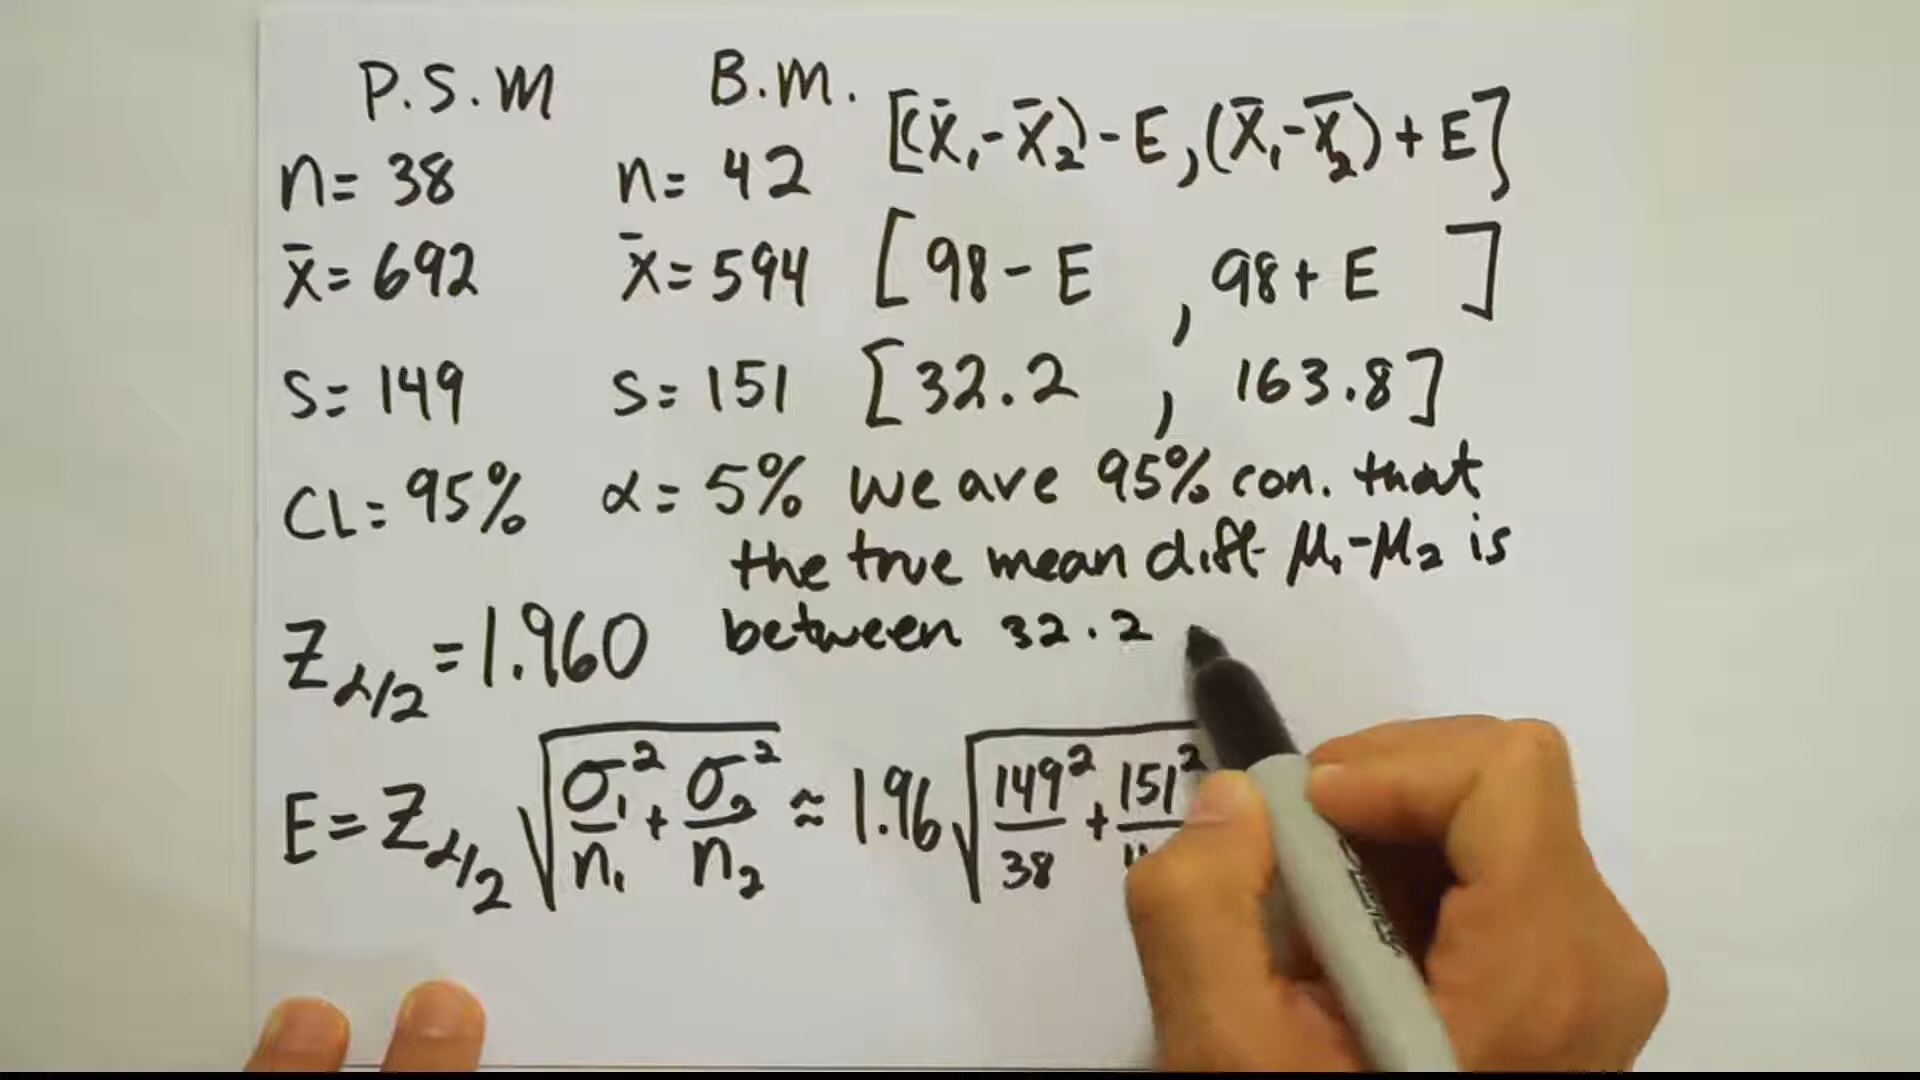 P.S.M B.M.
n= 38 n= 42 [(x̄₁-x̄₂)-E,(x̄₁-x̄₂)+E]
x̄=692 x̄=594 [98-E , 98+E ]
s=149 s=151 [32.2 , 163.8]
CL=95% α=5% we are 95% con. that
the true mean diff μ₁-μ₂ is
between 32.2
Z_α/2 =1.960
E=Z_α/2 √(σ₁²/n₁+σ₂²/n₂) ≈ 1.96√(149²/38+151²